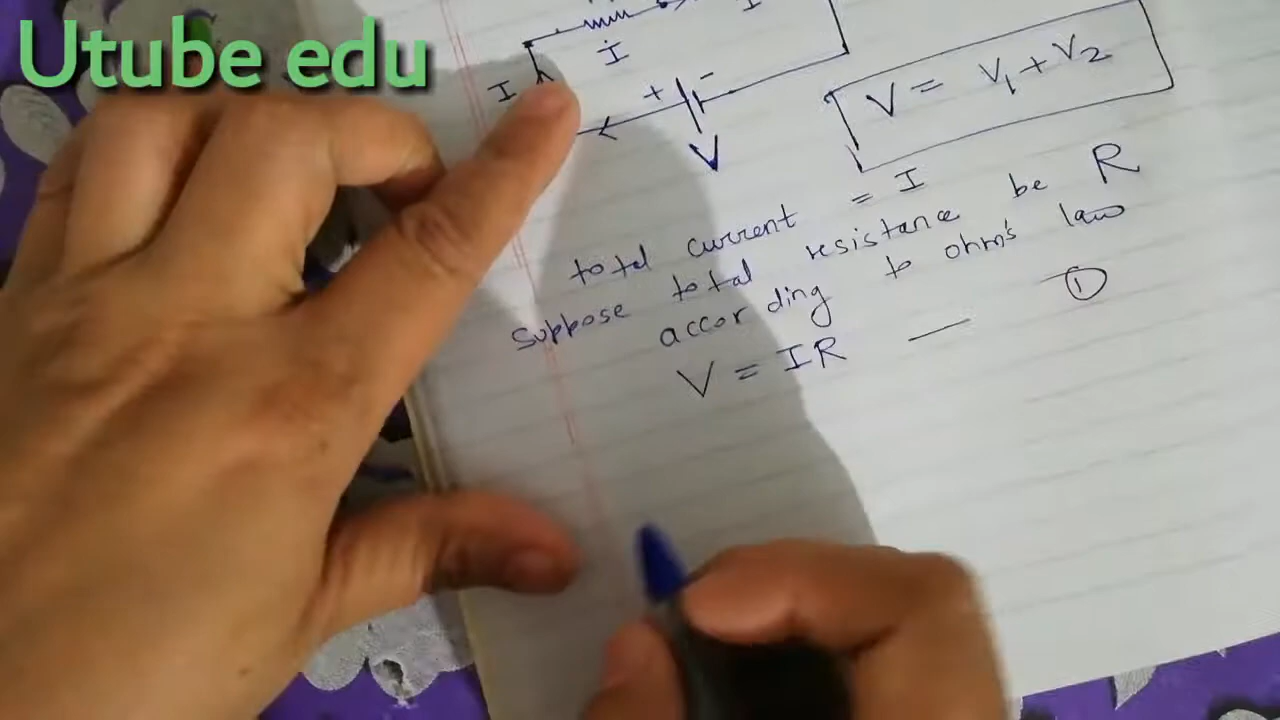 Utube edu
I
I
İ
+ -
V
V = V₁ + V₂
total current = I
suppose total resistance be R
according to ohm's law
V = IR — ①